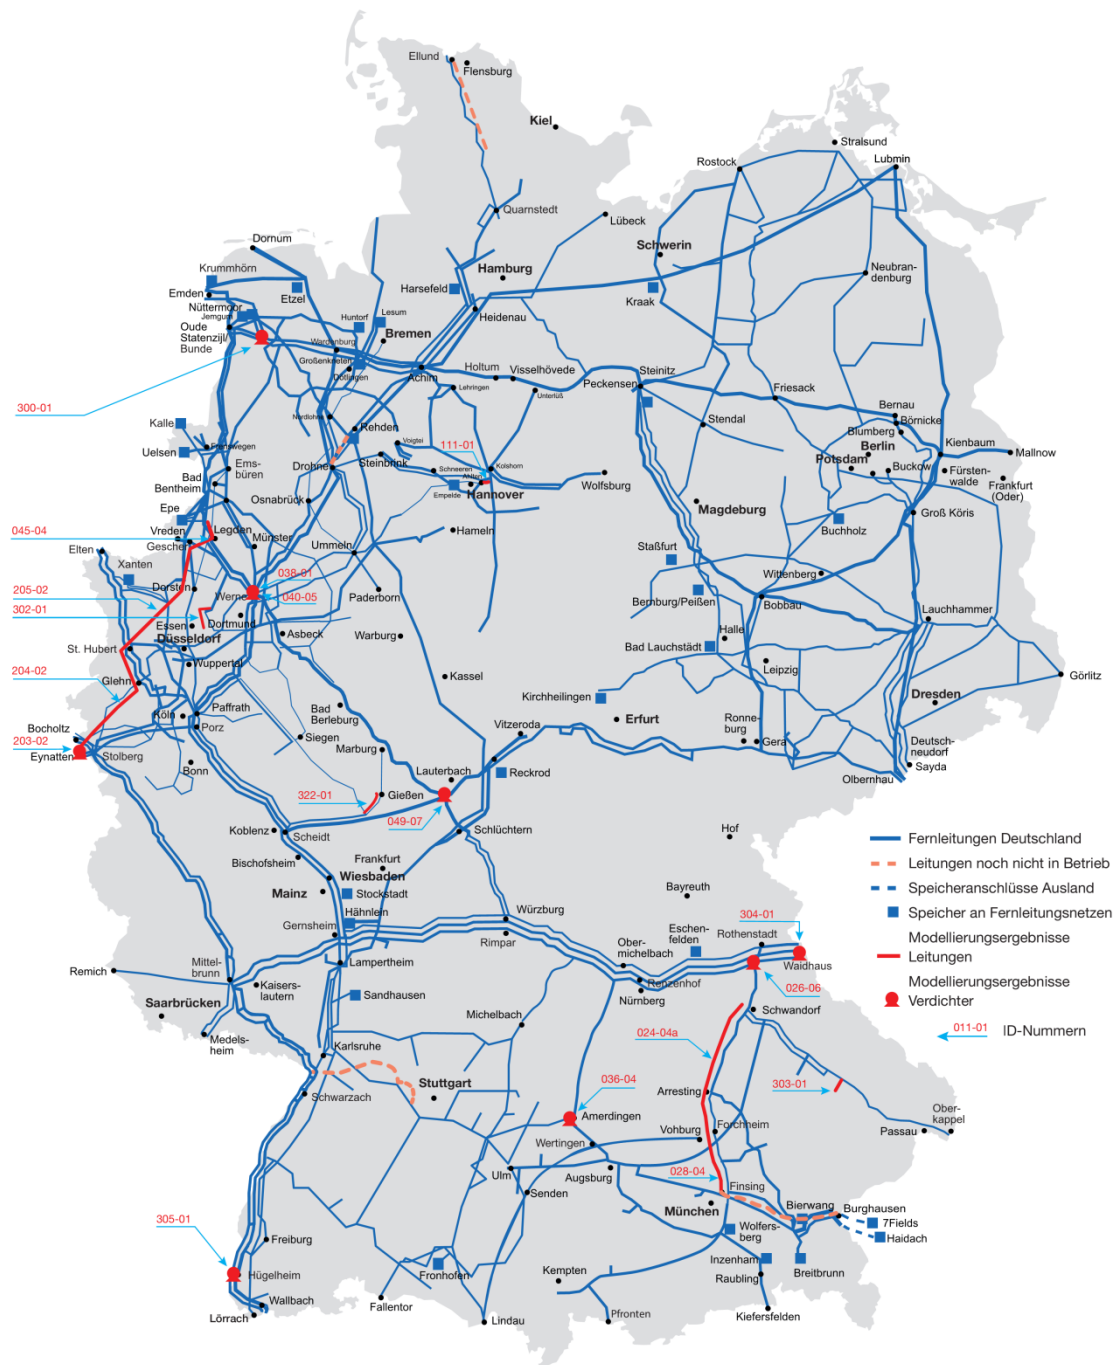 Ellund
Flensburg
Kiel
Stralsund
Rostock
Lubmin
Quarnstedt
Lübeck
Dornum
Schwerin
Krummhörn
Hamburg
Neubran-
denburg
Emden
Etzel
Harsefeld
Kraak
Nüttermoor
Jemgum
Huntorf
Lesum
Heidenau
Oude
Statenzijl/
Bunde
Bremen
Wardenburg
Großenkneten
Dötlingen
Achim
Holtum
Visselhövede
Steinitz
Peckensen
Lehringen
Unterlüß
Friesack
300-01
Bernau
Börnicke
Kalle
Nordlohne
Rehden
Stendal
Blumberg
Berlin
Kienbaum
Mallnow
Uelsen
Frenswegen
Voigtei
111-01
Potsdam
Buckow
Fürsten-
walde
Frankfurt
(Oder)
Ems-
büren
Drohne
Steinbrink
Schneeren
Kolshorn
Ahlten
Wolfsburg
Bad
Bentheim
Empelde
Hannover
Osnabrück
Magdeburg
Groß Köris
Epe
Buchholz
045-04
Vreden
Legden
Hameln
Gescher
Münster
Ummeln
Elten
Staßfurt
Xanten
038-01
Wittenberg
205-02
Dorsten
Werne
040-05
Paderborn
Bernburg/Peißen
Bobbau
302-01
Essen
Dortmund
Lauchhammer
Düsseldorf
Asbeck
Warburg
Halle
St. Hubert
Bad Lauchstädt
Wuppertal
Leipzig
204-02
Glehn
Kassel
Görlitz
Kirchheilingen
Dresden
Köln
Paffrath
Bad
Berleburg
Vitzeroda
Erfurt
Ronne-
burg
Bocholtz
Porz
Gera
203-02
Siegen
Marburg
Deutsch-
neudorf
Eynatten
Stolberg
Bonn
Lauterbach
Reckrod
Sayda
Olbernhau
322-01
Gießen
049-07
Koblenz
Scheidt
Schlüchtern
Hof
Fernleitungen Deutschland
Bischofsheim
Frankfurt
Leitungen noch nicht in Betrieb
Wiesbaden
Mainz
Stockstadt
Bayreuth
Speicheranschlüsse Ausland
Hähnlein
Würzburg
304-01
Speicher an Fernleitungsnetzen
Gernsheim
Rimpar
Eschen-
felden
Rothenstadt
Modellierungsergebnisse
Leitungen
Ober-
michelbach
Waidhaus
Remich
Mittel-
brunn
Lampertheim
Renzenhof
Modellierungsergebnisse
Verdichter
Kaisers-
lautern
Sandhausen
Nürnberg
026-06
Saarbrücken
Michelbach
Schwandorf
011-01
ID-Nummern
Medels-
heim
Karlsruhe
024-04a
303-01
Stuttgart
036-04
Schwarzach
Arresting
Ober-
kappel
Amerdingen
Forchheim
Passau
Wertingen
Vohburg
028-04
Ulm
Augsburg
Senden
Finsing
Bierwang
Burghausen
München
7Fields
305-01
Wolfers-
berg
Haidach
Freiburg
Inzenham
Breitbrunn
Hügelheim
Fronhofen
Kempten
Raubling
Wallbach
Fallentor
Lörrach
Lindau
Pfronten
Kiefersfelden